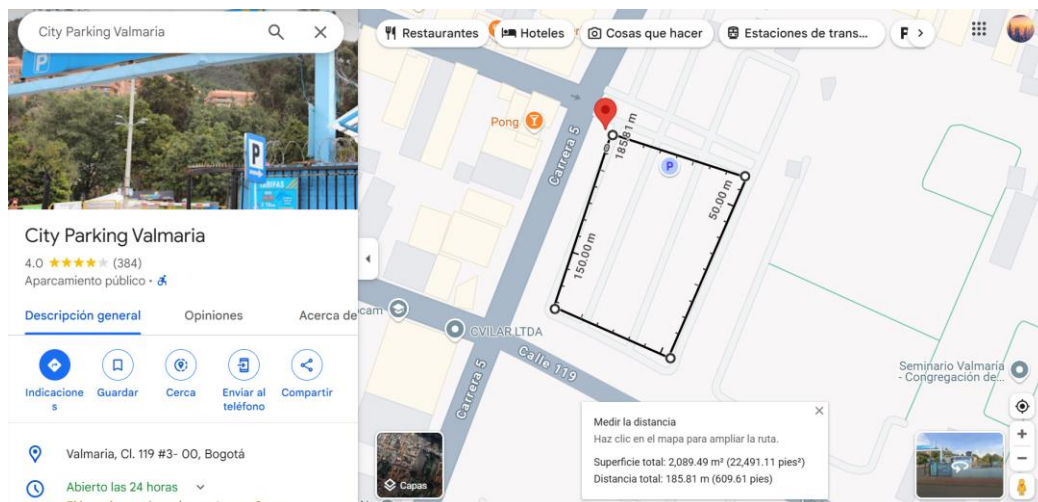 City Parking Valmaria
P
P
City Parking Valmaria
4.0 ★★★★★ (384)
Aparcamiento público ·
Descripción general Opiniones Acerca de
Indicacione
s
Guardar
Cerca
Enviar al
teléfono
Compartir
Valmaria, Cl. 119 #3- 00, Bogotá
Abierto las 24 horas
Restaurantes
Hoteles
Cosas que hacer
Estaciones de trans...
P
Pong
Carrera 5
185.81 m
P
50.00 m
150.00 m
cam
CVILAR LTDA
Calle 119
Carrera 5
Seminario Valmaría
- Congregación de...
Capas
Medir la distancia
Haz clic en el mapa para ampliar la ruta.
Superficie total: 2,089.49 m² (22,491.11 pies²)
Distancia total: 185.81 m (609.61 pies)